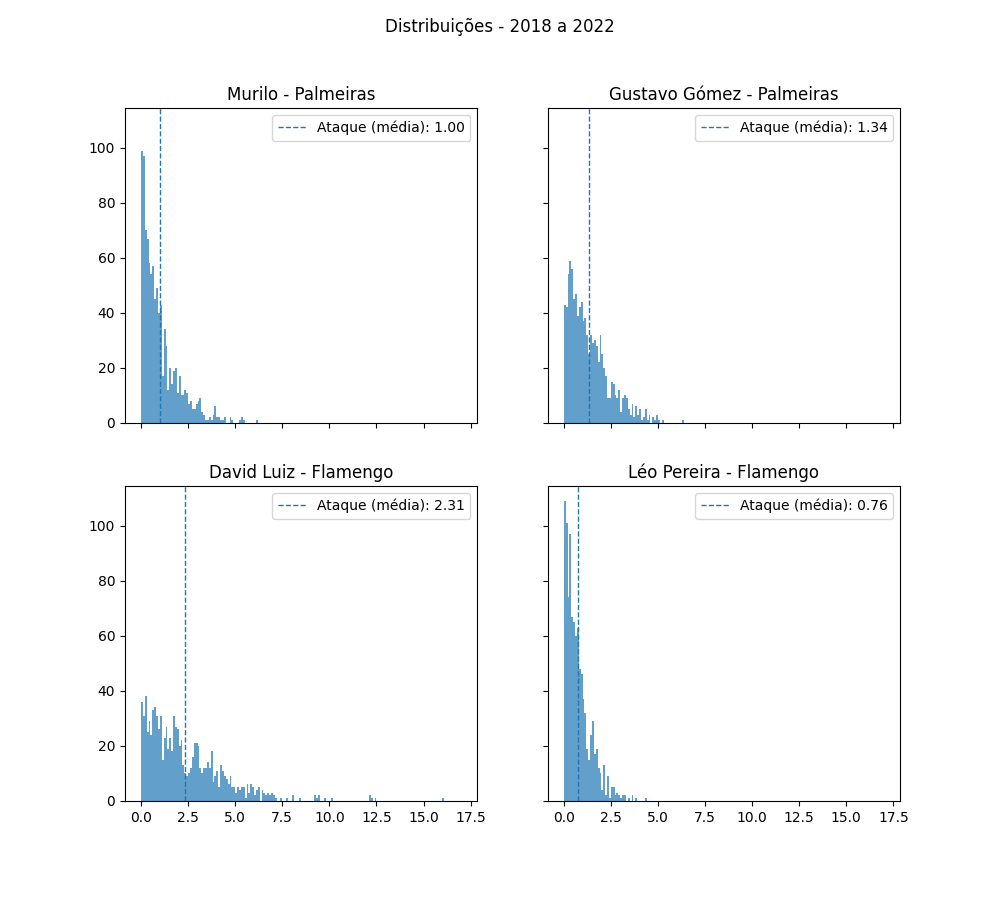 Distribuições - 2018 a 2022
Murilo - Palmeiras
Ataque (média): 1.00
100
80
60
40
20
0
Gustavo Gómez - Palmeiras
Ataque (média): 1.34
David Luiz - Flamengo
Ataque (média): 2.31
100
80
60
40
20
0
0.0 2.5 5.0 7.5 10.0 12.5 15.0 17.5
Léo Pereira - Flamengo
Ataque (média): 0.76
0.0 2.5 5.0 7.5 10.0 12.5 15.0 17.5